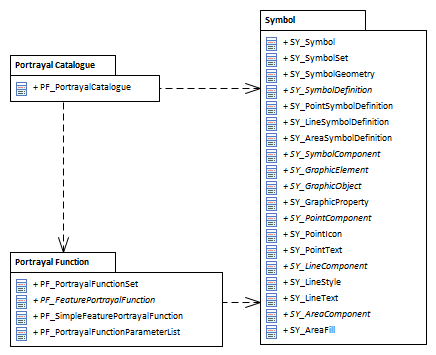 Portrayal Catalogue
+ PF_PortrayalCatalogue
Symbol
+ SY_Symbol
+ SY_SymbolSet
+ SY_SymbolGeometry
+ SY_SymbolDefinition
+ SY_PointSymbolDefinition
+ SY_LineSymbolDefinition
+ SY_AreaSymbolDefinition
+ SY_SymbolComponent
+ SY_GraphicElement
+ SY_GraphicObject
+ SY_GraphicProperty
+ SY_PointComponent
+ SY_PointIcon
+ SY_PointText
+ SY_LineComponent
+ SY_LineStyle
+ SY_LineText
+ SY_AreaComponent
+ SY_AreaFill
Portrayal Function
+ PF_PortrayalFunctionSet
+ PF_FeaturePortrayalFunction
+ PF_SimpleFeaturePortrayalFunction
+ PF_PortrayalFunctionParameterList